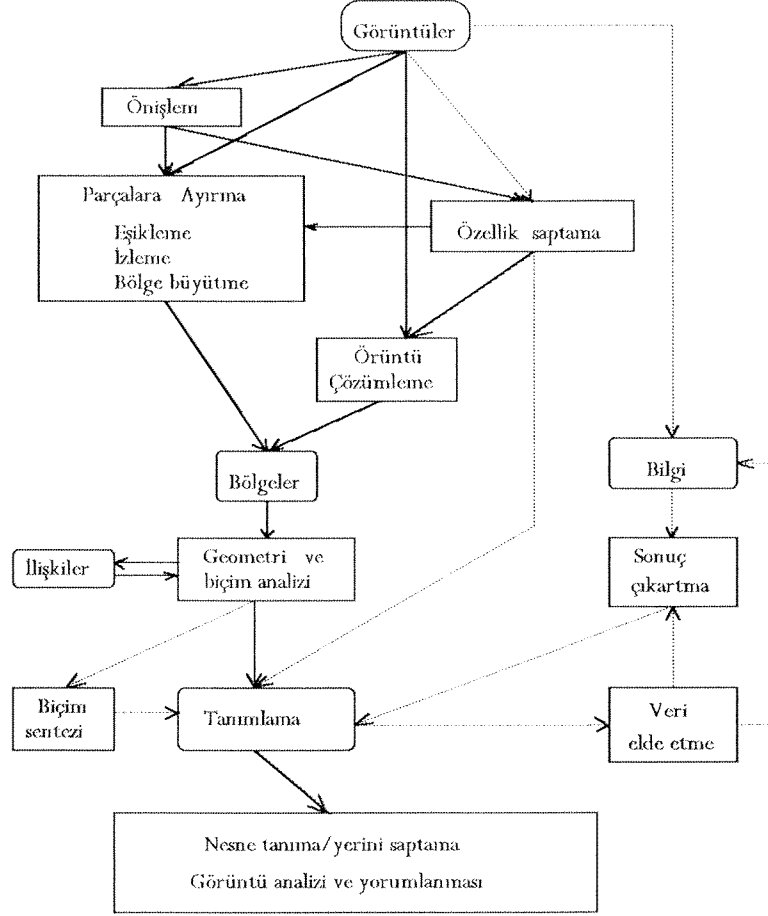 Görüntüler
Önişlem
Parçalara Ayırma
Eşikleme
İzleme
Bölge büyütme
Özellik saptama
Örüntü
Çözümleme
Bölgeler
Bilgi
İlişkiler
Geometri ve
biçim analizi
Sonuç
çıkartma
Biçim
sentezi
Tanımlama
Veri
elde etme
Nesne tanıma/yerini saptama
Görüntü analizi ve yorumlanması